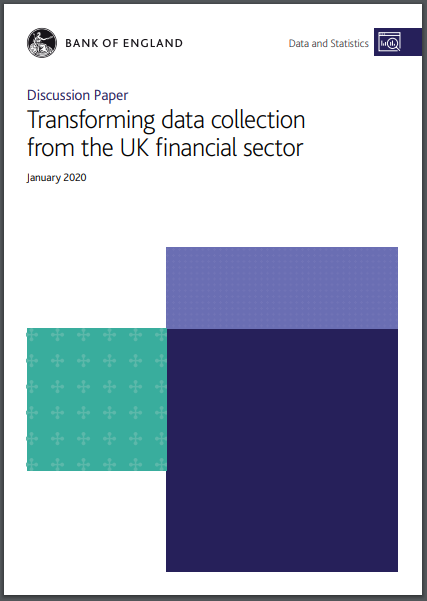 BANK OF ENGLAND
Data and Statistics
Discussion Paper
Transforming data collection
from the UK financial sector
January 2020